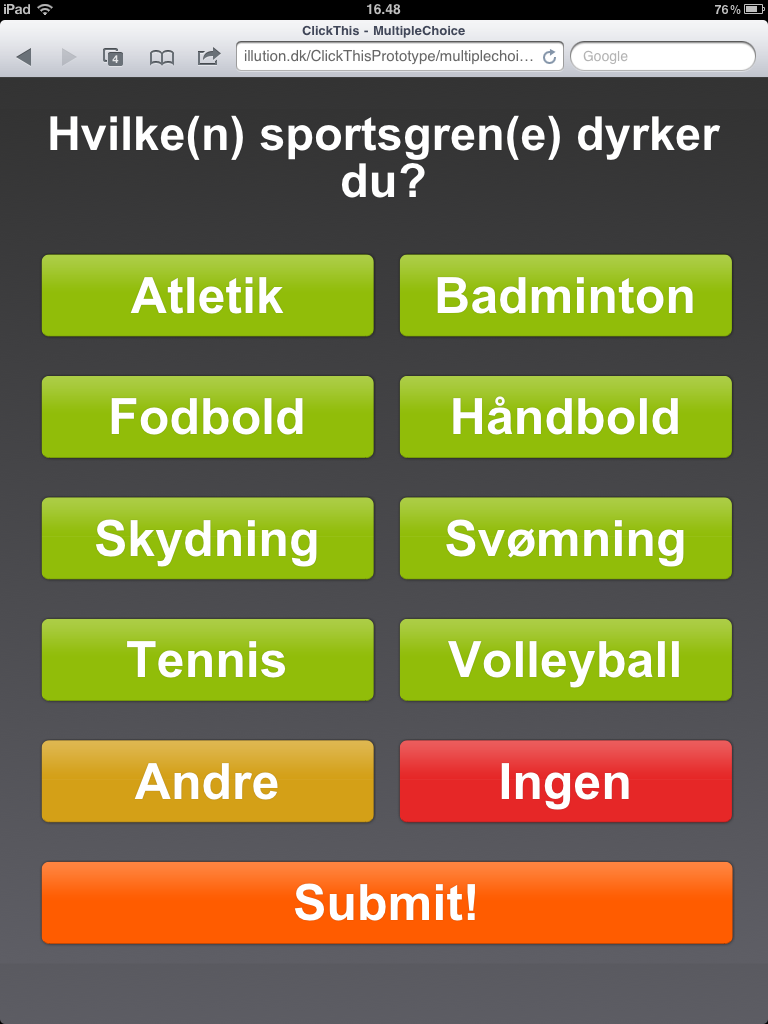 iPad 16.48 76%
ClickThis - MultipleChoice
4 illution.dk/ClickThisPrototype/multiplechoi... Google
Hvilke(n) sportsgren(e) dyrker
du?
Atletik Badminton
Fodbold Håndbold
Skydning Svømning
Tennis Volleyball
Andre Ingen
Submit!